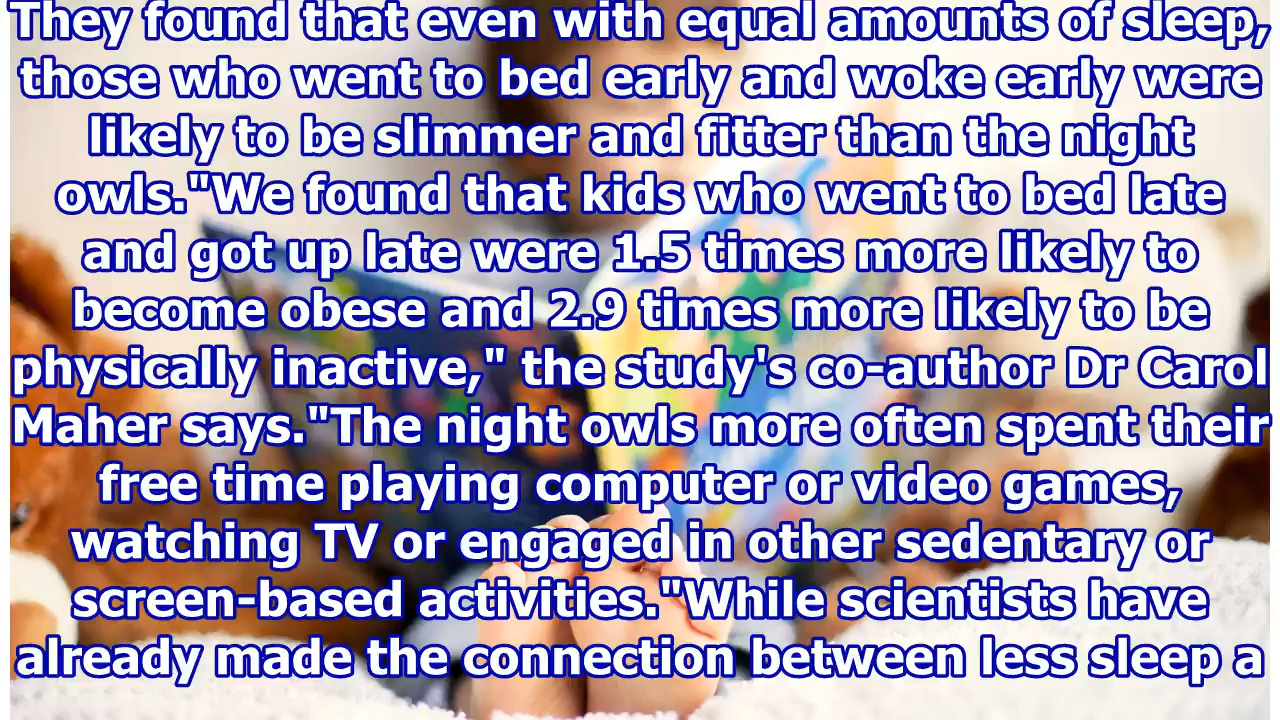 They found that even with equal amounts of sleep,
those who went to bed early and woke early were
likely to be slimmer and fitter than the night
owls."We found that kids who went to bed late
and got up late were 1.5 times more likely to
become obese and 2.9 times more likely to be
physically inactive," the study's co-author Dr Carol
Maher says."The night owls more often spent their
free time playing computer or video games,
watching TV or engaged in other sedentary or
screen-based activities."While scientists have
already made the connection between less sleep a